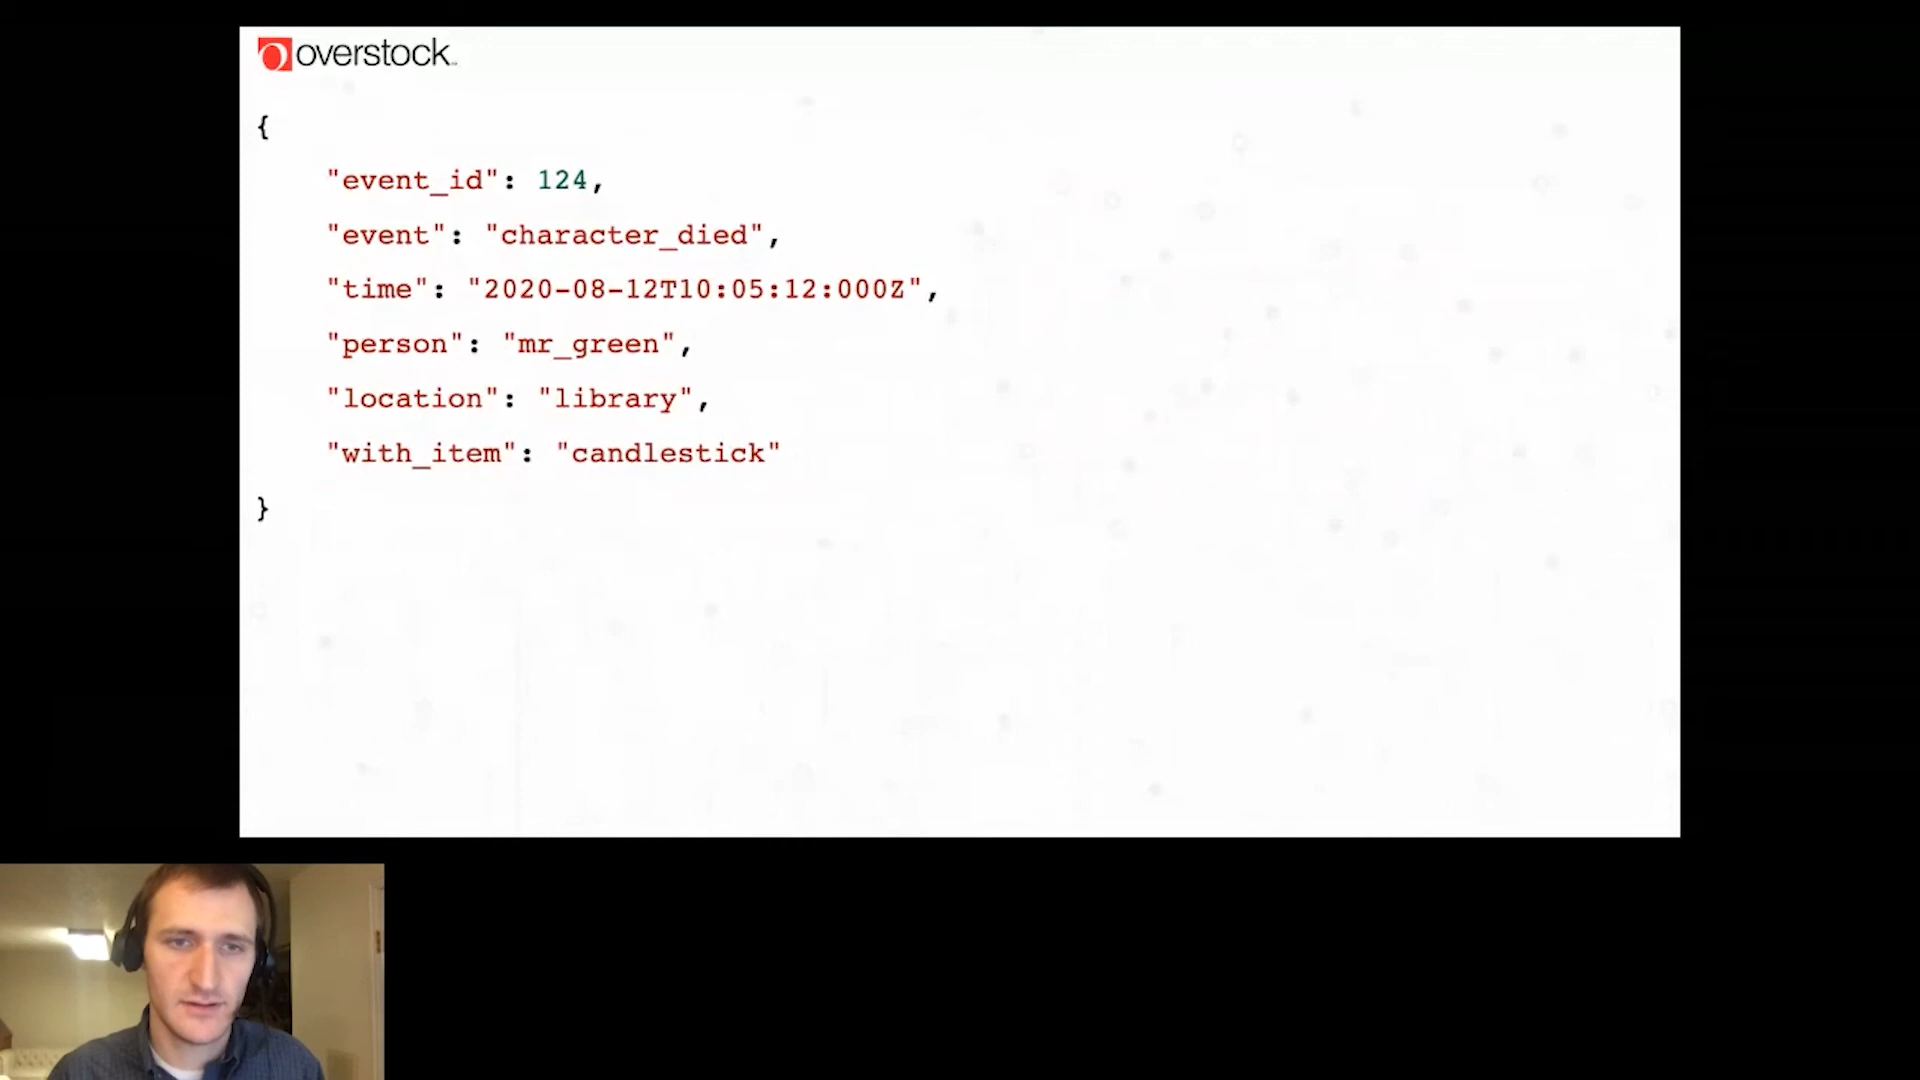 overstock
{
"event_id": 124,
"event": "character_died",
"time": "2020-08-12T10:05:12:000Z",
"person": "mr_green",
"location": "library",
"with_item": "candlestick"
}